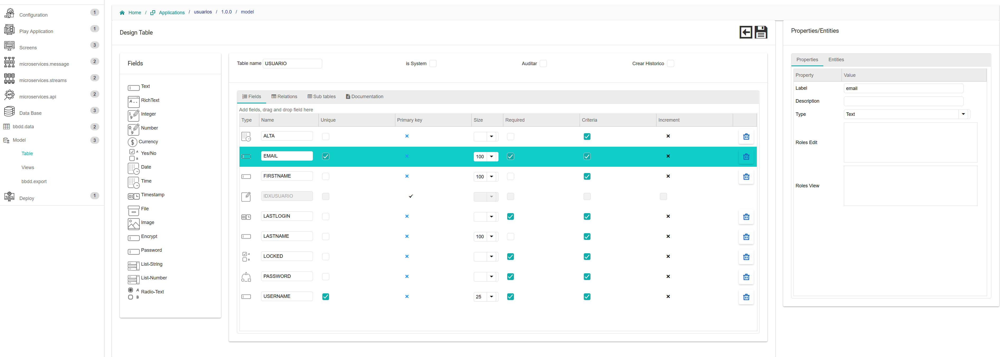 Configuration 1
Play Application 1
Screens 3
microservices.message 2
microservices.streams 2
microservices.api 2
Data Base 3
bbdd.data 2
Model 3
Table
Views
bbdd.export
Deploy 1
Home / Applications / usuarios / 1.0.0 / model
Design Table
Fields
Text
RichText
Integer
Number
Currency
Yes/No
Date
Time
Timestamp
File
Image
Encrypt
Password
List-String
List-Number
Radio-Text
Table name USUARIO is System Auditar Crear Historico
Fields Relations Sub tables Documentation
Add fields, drag and drop field here
Type Name Unique Primary key Size Required Criteria Increment
ALTA
EMAIL 100
FIRSTNAME 100
IDXUSUARIO
LASTLOGIN
LASTNAME 100
LOCKED
PASSWORD
USERNAME 25
Properties/Entities
Properties Entities
Property Value
Label email
Description
Type Text
Roles Edit
Roles View